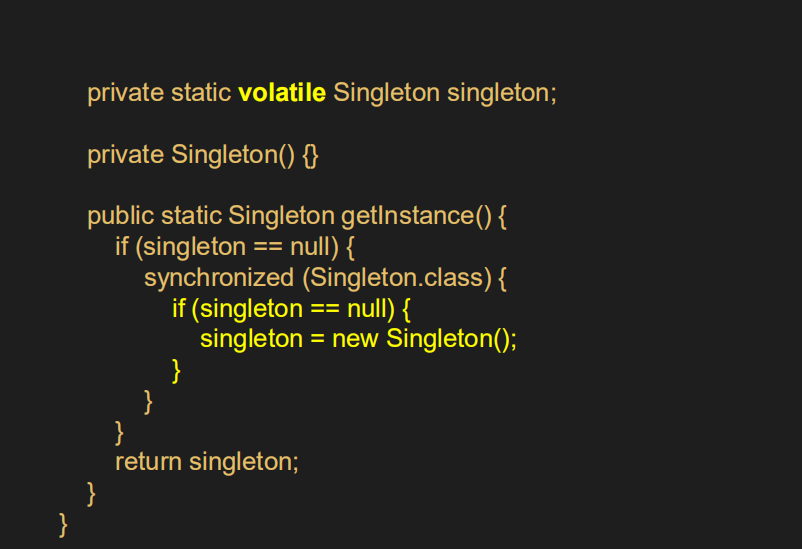 private static volatile Singleton singleton;
private Singleton() {}
public static Singleton getInstance() {
if (singleton == null) {
synchronized (Singleton.class) {
if (singleton == null) {
singleton = new Singleton();
}
}
}
return singleton;
}
}